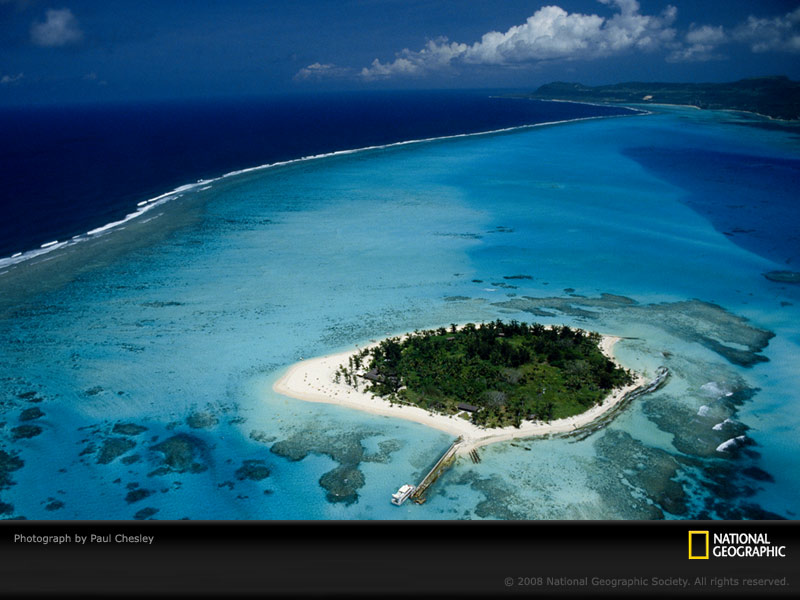 Photograph by Paul Chesley
NATIONAL
GEOGRAPHIC
© 2008 National Geographic Society. All rights reserved.